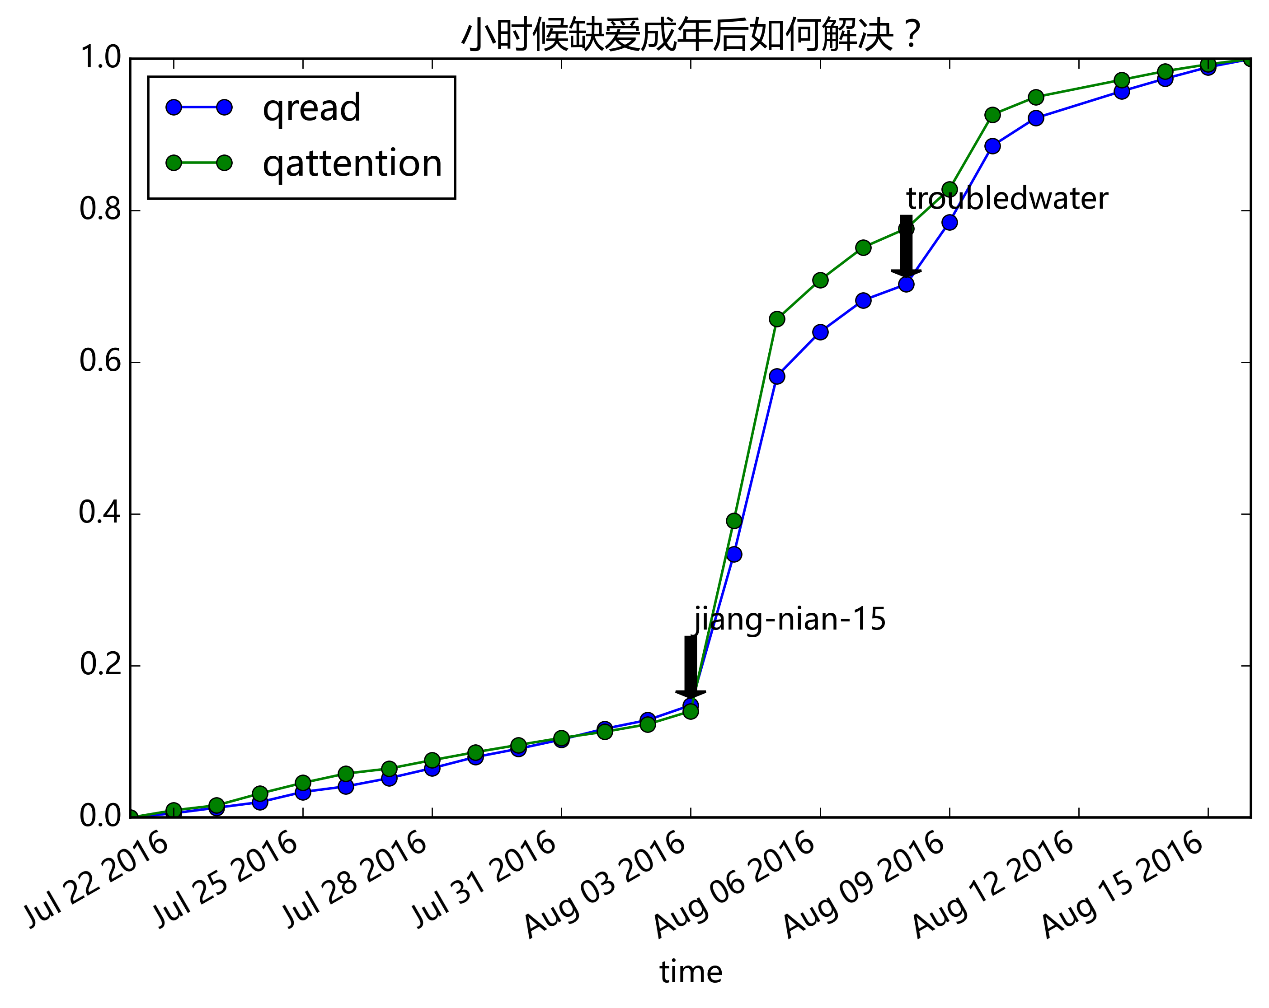 小时候缺爱成年后如何解决？
1.0
qread
qattention
0.8
troubledwater
0.6
0.4
jiang-nian-15
0.2
0.0
Jul 22 2016
Jul 25 2016
Jul 28 2016
Jul 31 2016
Aug 03 2016
Aug 06 2016
Aug 09 2016
Aug 12 2016
Aug 15 2016
time